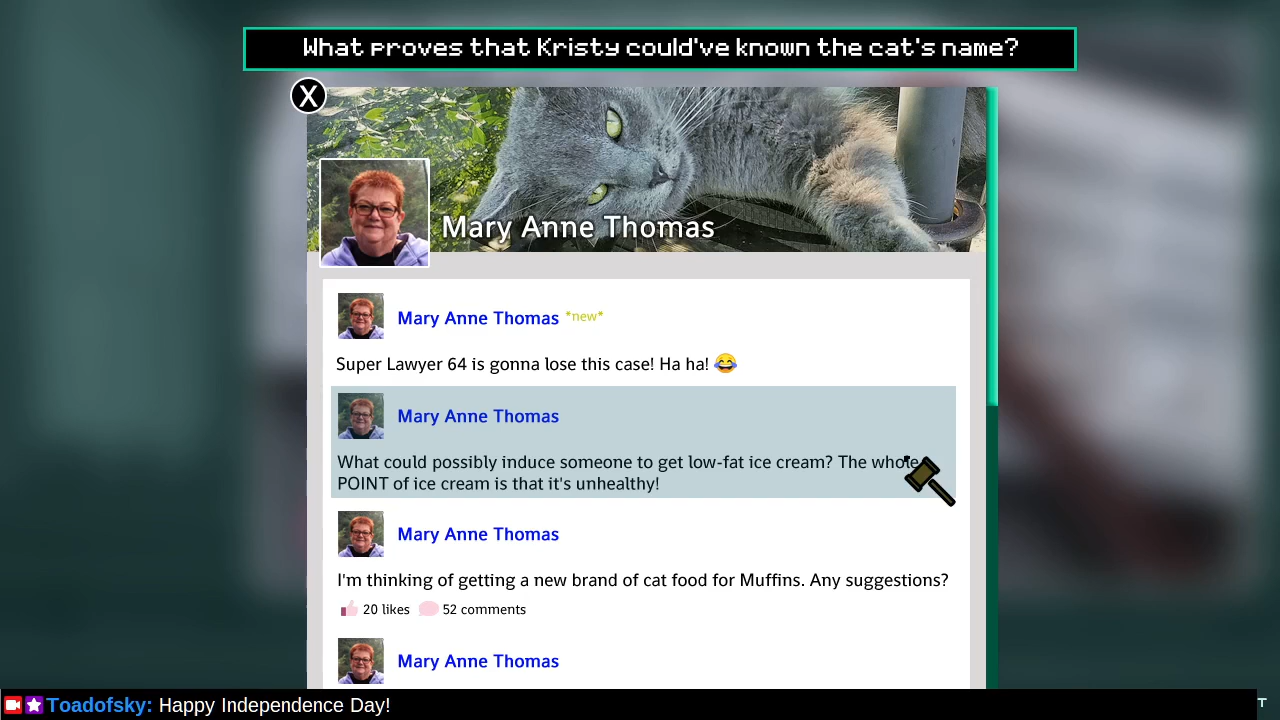 What proves that Kristy could've known the cat's name?
X
Mary Anne Thomas
Mary Anne Thomas *new*
Super Lawyer 64 is gonna lose this case! Ha ha! 😂
Mary Anne Thomas
What could possibly induce someone to get low-fat ice cream? The whole
POINT of ice cream is that it's unhealthy!
Mary Anne Thomas
I'm thinking of getting a new brand of cat food for Muffins. Any suggestions?
20 likes 52 comments
Mary Anne Thomas
Toadofsky: Happy Independence Day!
T